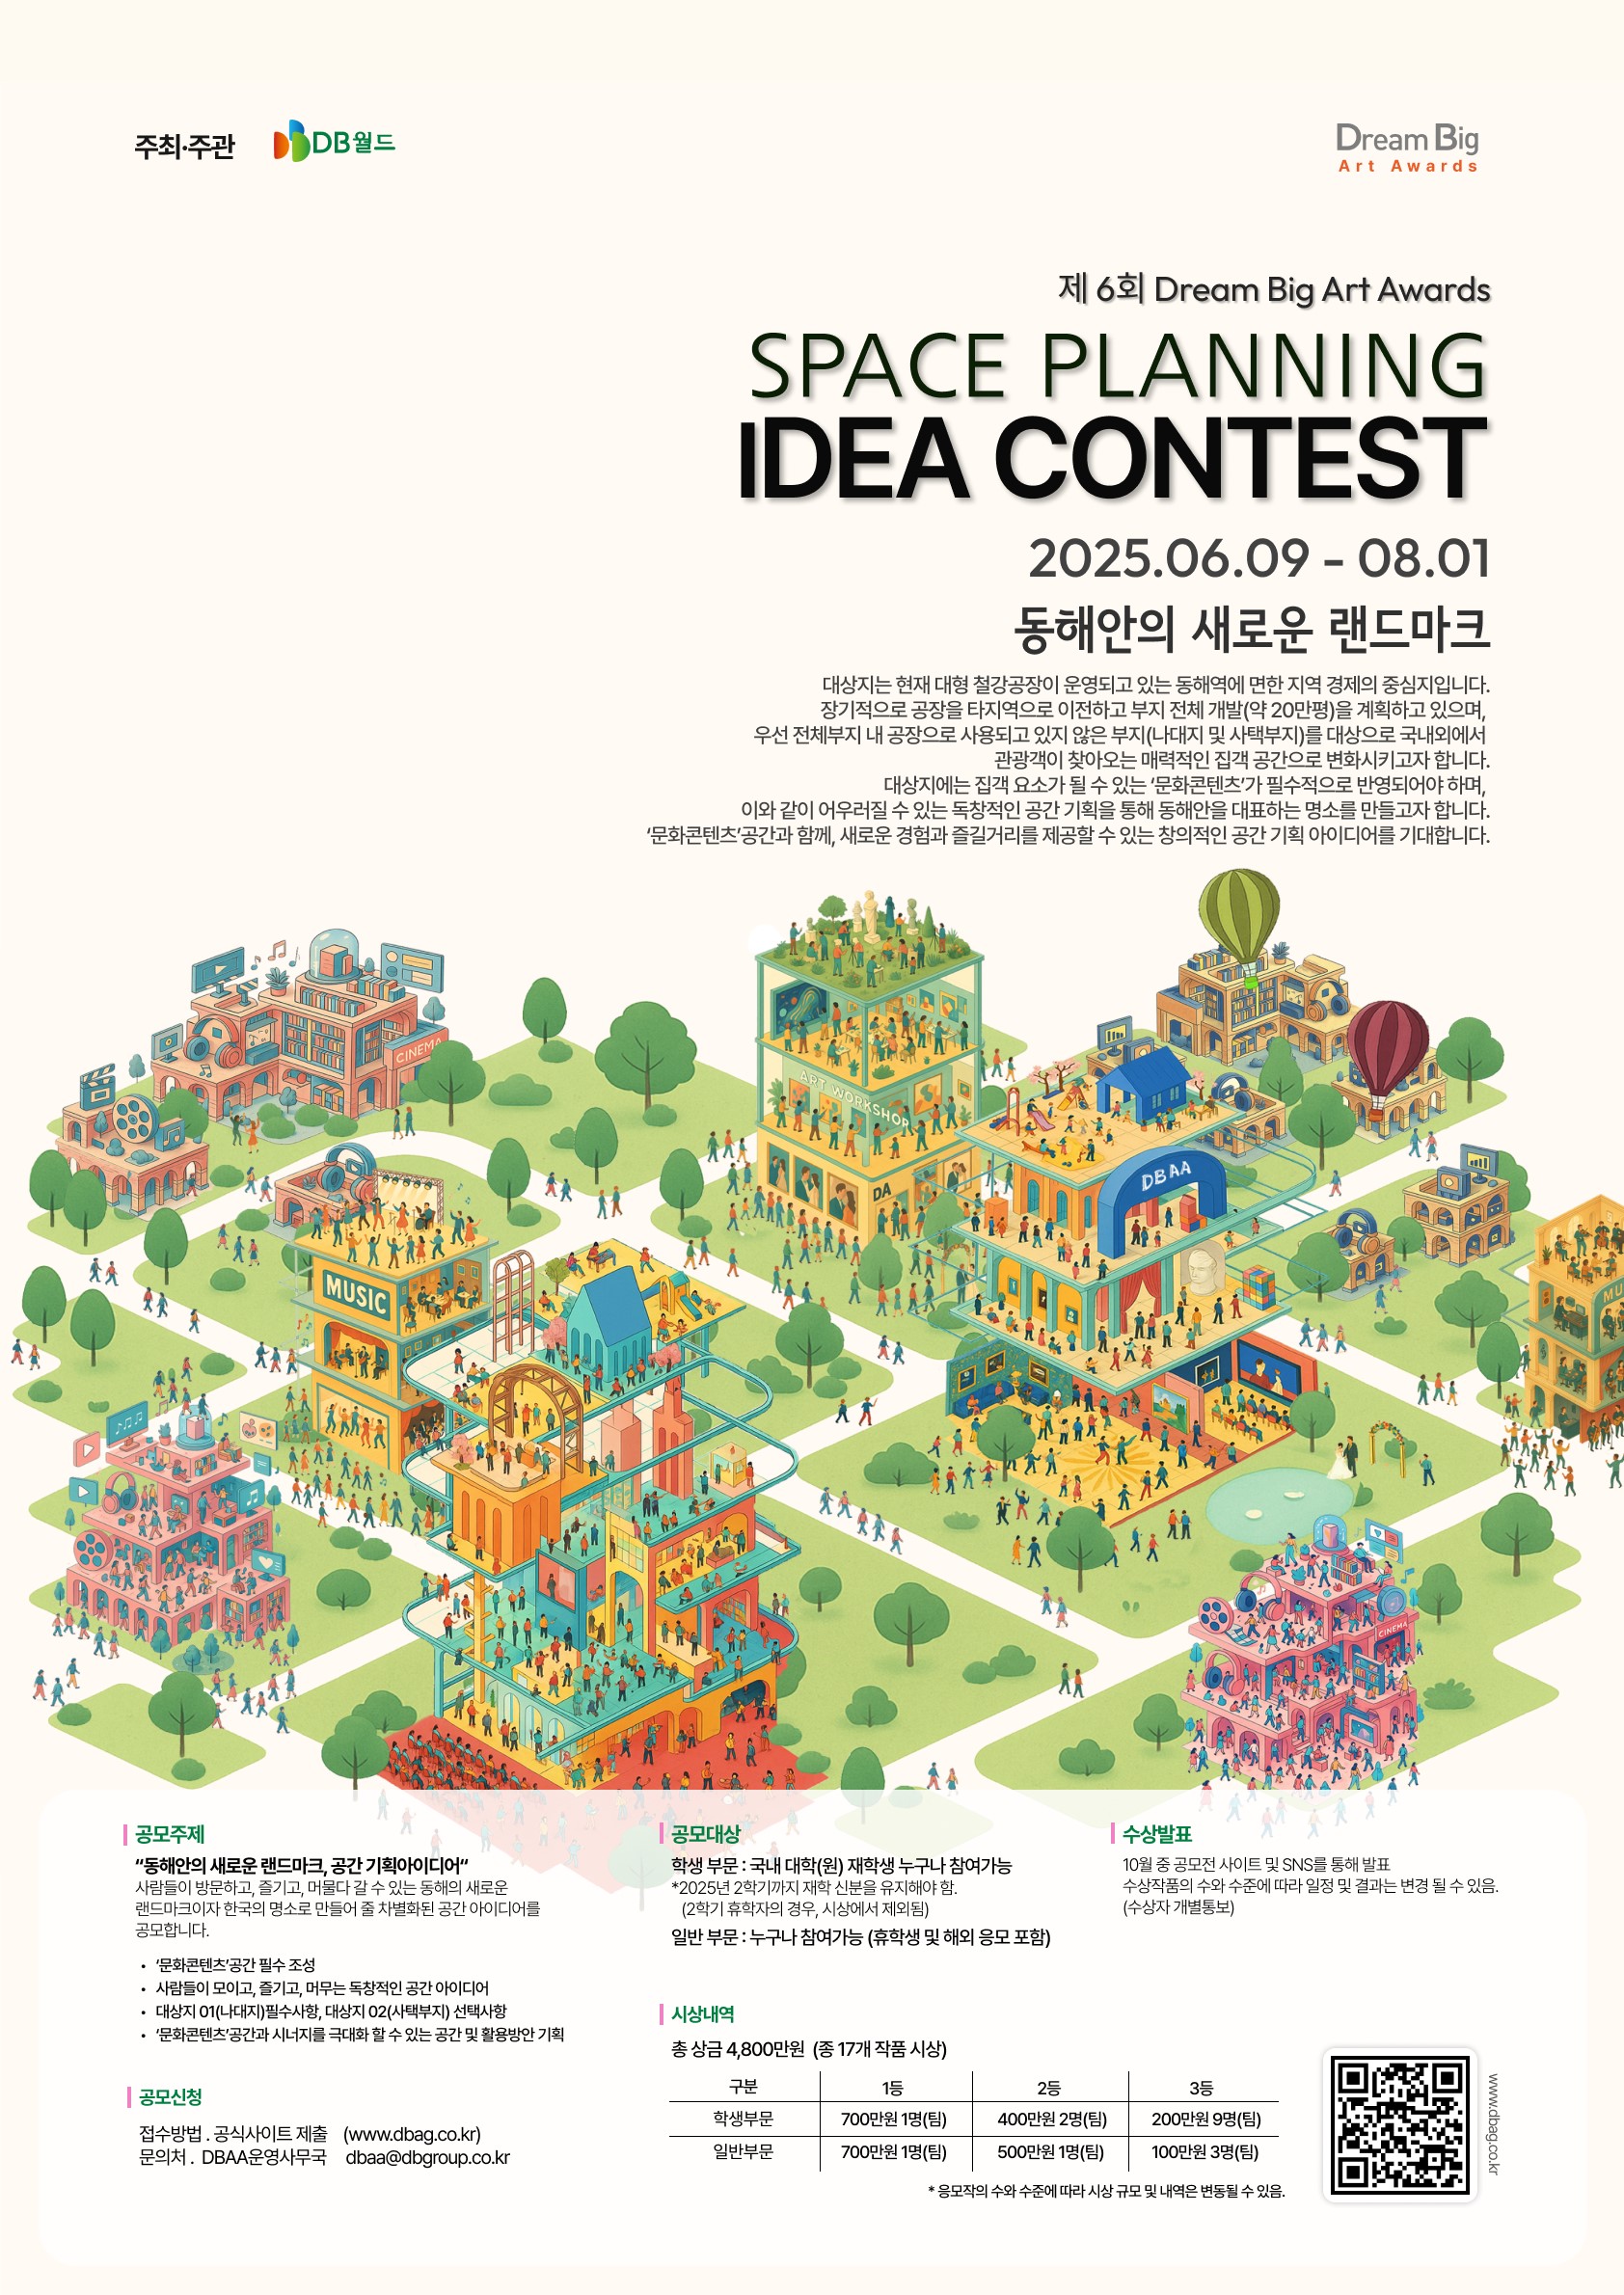 주최·주관
DB월드
Dream Big
Art Awards
제 6회 Dream Big Art Awards
SPACE PLANNING
IDEA CONTEST
2025.06.09 - 08.01
동해안의 새로운 랜드마크
대상지는 현재 대형 철강공장이 운영되고 있는 동해역에 면한 지역 경제의 중심지입니다.
장기적으로 공장을 타지역으로 이전하고 부지 전체 개발(약 20만평)을 계획하고 있으며,
우선 전체부지 내 공장으로 사용되고 있지 않은 부지(나대지 및 사택부지)를 대상으로 국내외에서
관광객이 찾아오는 매력적인 집객 공간으로 변화시키고자 합니다.
대상지에는 집객 요소가 될 수 있는 ‘문화콘텐츠’가 필수적으로 반영되어야 하며,
이와 같이 어우러질 수 있는 독창적인 공간 기획을 통해 동해안을 대표하는 명소를 만들고자 합니다.
‘문화콘텐츠’공간과 함께, 새로운 경험과 즐길거리를 제공할 수 있는 창의적인 공간 기획 아이디어를 기대합니다.
CINEMA
ART WORKSHOP
DA
DBAA
MUSIC
MU
CINEMA
공모주제
“동해안의 새로운 랜드마크, 공간 기획아이디어“
사람들이 방문하고, 즐기고, 머물다 갈 수 있는 동해의 새로운
랜드마크이자 한국의 명소로 만들어 줄 차별화된 공간 아이디어를
공모합니다.
• ‘문화콘텐츠’공간 필수 조성
• 사람들이 모이고, 즐기고, 머무는 독창적인 공간 아이디어
• 대상지 01(나대지)필수사항, 대상지 02(사택부지) 선택사항
• ‘문화콘텐츠’공간과 시너지를 극대화 할 수 있는 공간 및 활용방안 기획
공모신청
접수방법 . 공식사이트 제출 (www.dbag.co.kr)
문의처 . DBAA운영사무국 dbaa@dbgroup.co.kr
공모대상
학생 부문 : 국내 대학(원) 재학생 누구나 참여가능
*2025년 2학기까지 재학 신분을 유지해야 함.
(2학기 휴학자의 경우, 시상에서 제외됨)
일반 부문 : 누구나 참여가능 (휴학생 및 해외 응모 포함)
수상발표
10월 중 공모전 사이트 및 SNS를 통해 발표
수상작품의 수와 수준에 따라 일정 및 결과는 변경 될 수 있음.
(수상자 개별통보)
시상내역
총 상금 4,800만원 (종 17개 작품 시상)
구분 1등 2등 3등
학생부문 700만원 1명(팀) 400만원 2명(팀) 200만원 9명(팀)
일반부문 700만원 1명(팀) 500만원 1명(팀) 100만원 3명(팀)
* 응모작의 수와 수준에 따라 시상 규모 및 내역은 변동될 수 있음.
www.dbag.co.kr